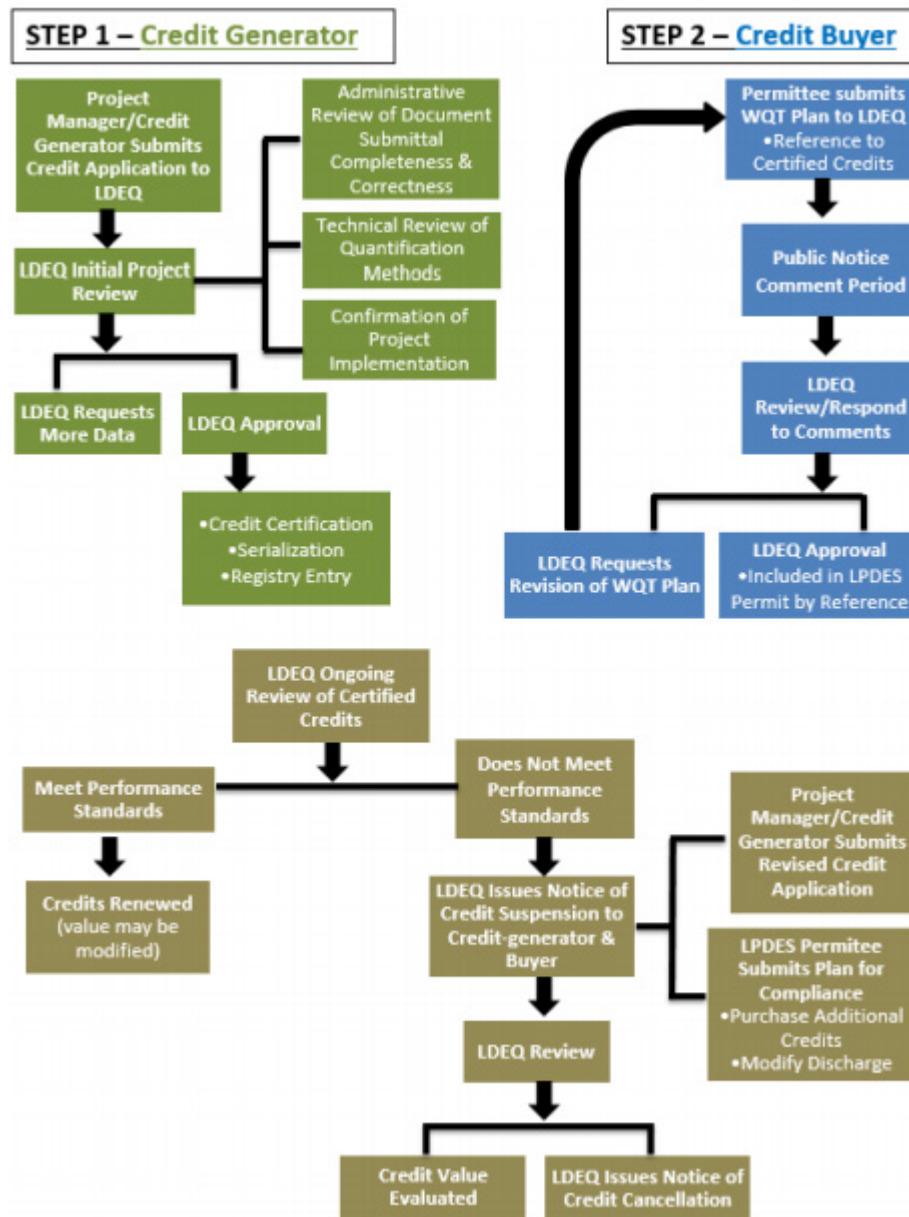 STEP 1 – Credit Generator
Project
Manager/Credit
Generator Submits
Credit Application to
LDEQ
Administrative
Review of Document
Submittal
Completeness &
Correctness
LDEQ Initial Project
Review
Technical Review of
Quantification
Methods
Confirmation of
Project
Implementation
LDEQ Requests
More Data
LDEQ Approval
•Credit Certification
•Serialization
•Registry Entry
STEP 2 – Credit Buyer
Permittee submits
WQT Plan to LDEQ
•Reference to
Certified Credits
Public Notice
Comment Period
LDEQ
Review/Respond
to Comments
LDEQ Requests
Revision of WQT Plan
LDEQ Approval
•Included in LPDES
Permit by Reference
LDEQ Ongoing
Review of Certified
Credits
Meet Performance
Standards
Credits Renewed
(value may be
modified)
Does Not Meet
Performance
Standards
LDEQ Issues Notice of
Credit Suspension to
Credit-generator &
Buyer
Project
Manager/Credit
Generator Submits
Revised Credit
Application
LPDES Permitee
Submits Plan for
Compliance
•Purchase Additional
Credits
•Modify Discharge
LDEQ Review
Credit Value
Evaluated
LDEQ Issues Notice of
Credit Cancellation